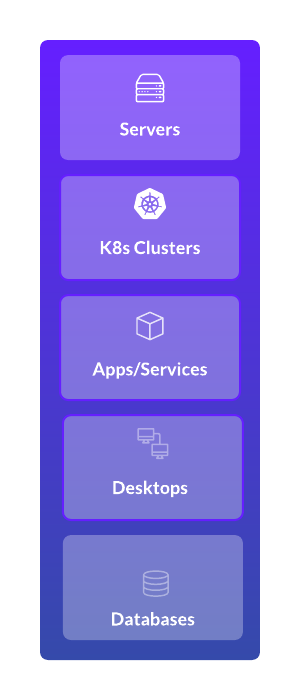 Servers
K8s Clusters
Apps/Services
Desktops
Databases